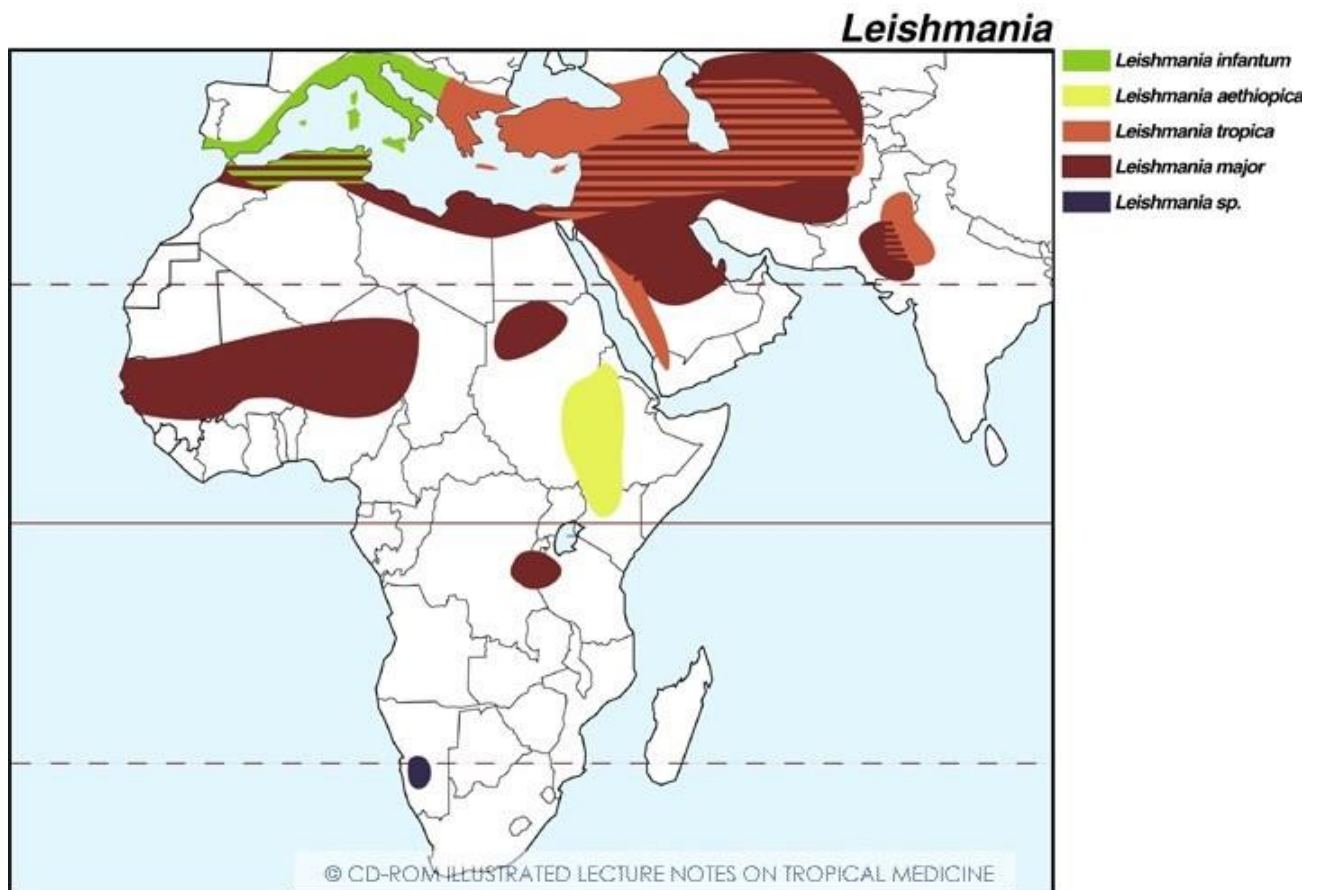 Leishmania
Leishmania infantum
Leishmania aethiopica
Leishmania tropica
Leishmania major
Leishmania sp.
© CD-ROM ILLUSTRATED LECTURE NOTES ON TROPICAL MEDICINE